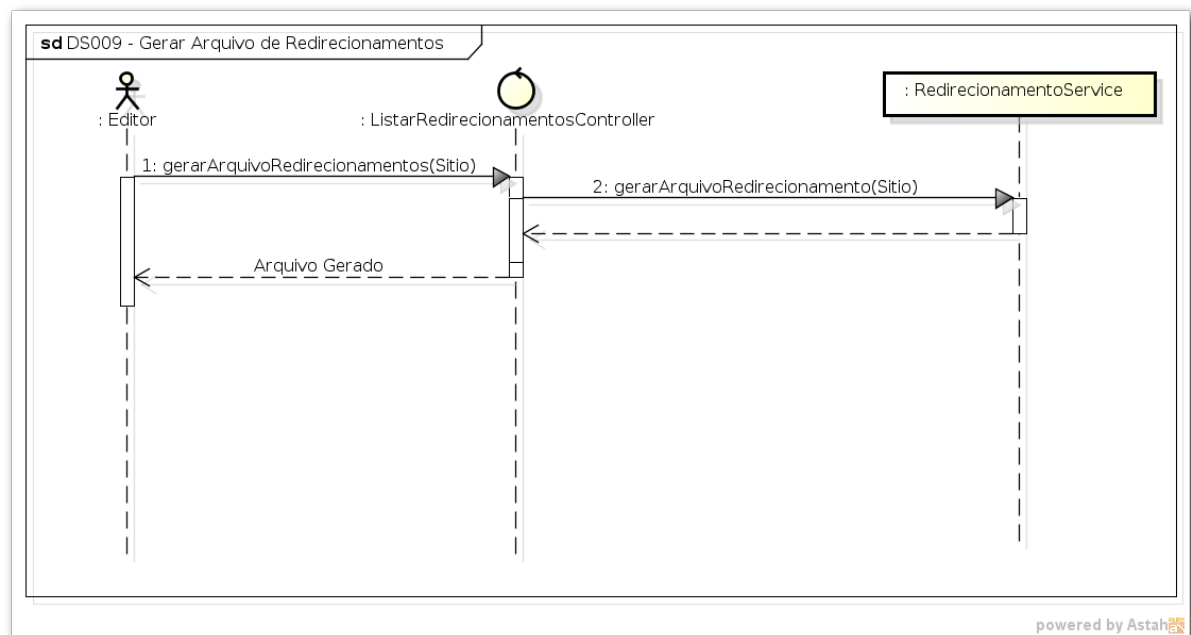 sd DS009 - Gerar Arquivo de Redirecionamentos
: Editor
: ListarRedirecionamentosController
: RedirecionamentoService
1: gerarArquivoRedirecionamentos(Sitio)
2: gerarArquivoRedirecionamento(Sitio)
Arquivo Gerado
powered by Astah